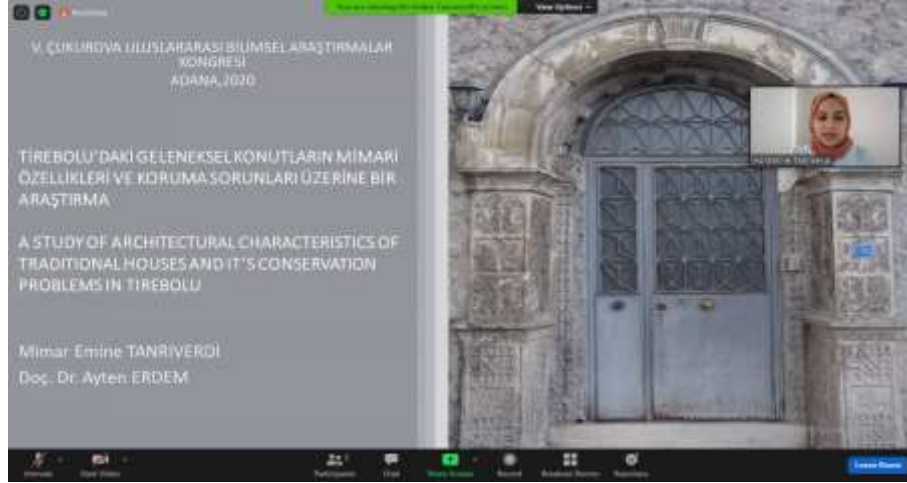 View Options
V. ÇUKUROVA ULUSLARARASI BİLİMSEL ARAŞTIRMALAR
KONGRESİ
ADANA,2020
TİREBOLU'DAKİ GELENEKSEL KONUTLARIN MİMARİ
ÖZELLİKLERİ VE KORUMA SORUNLARI ÜZERİNE BİR
ARAŞTIRMA
A STUDY OF ARCHITECTURAL CHARACTERISTICS OF
TRADITIONAL HOUSES AND IT'S CONSERVATION
PROBLEMS IN TIREBOLU
Mimar Emine TANRIVERDİ
Doç. Dr. Ayten ERDEM
Participants
Chat
Share Screen
Record
Breakout Rooms
Reactions
Leave Room